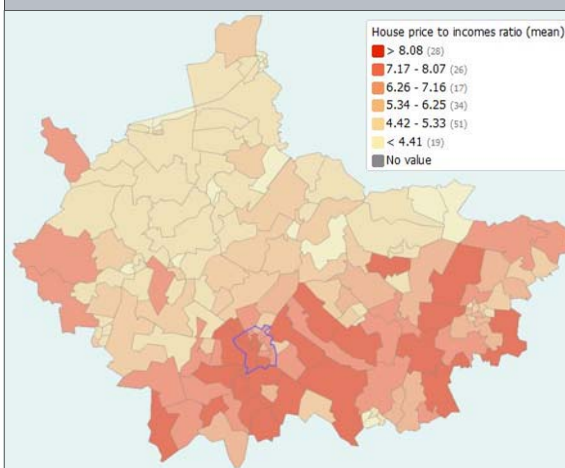 House price to incomes ratio (mean)
> 8.08 (28)
7.17 - 8.07 (26)
6.26 - 7.16 (17)
5.34 - 6.25 (34)
4.42 - 5.33 (51)
< 4.41 (19)
No value